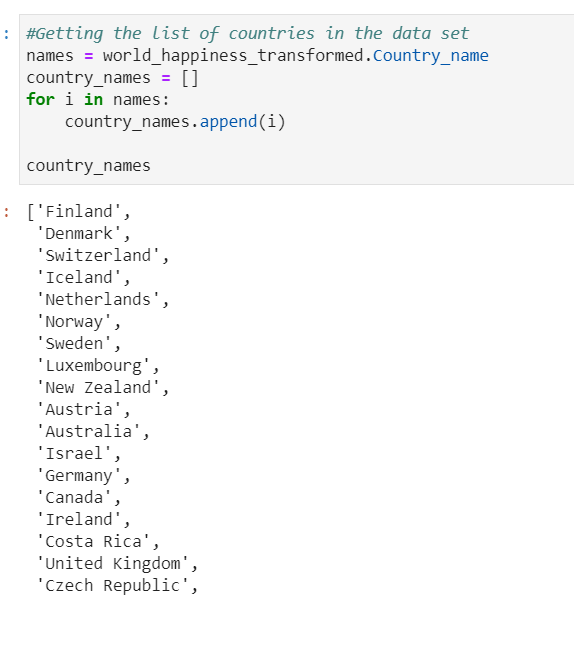 : #Getting the list of countries in the data set
names = world_happiness_transformed.Country_name
country_names = []
for i in names:
    country_names.append(i)

country_names
: ['Finland',
 'Denmark',
 'Switzerland',
 'Iceland',
 'Netherlands',
 'Norway',
 'Sweden',
 'Luxembourg',
 'New Zealand',
 'Austria',
 'Australia',
 'Israel',
 'Germany',
 'Canada',
 'Ireland',
 'Costa Rica',
 'United Kingdom',
 'Czech Republic',